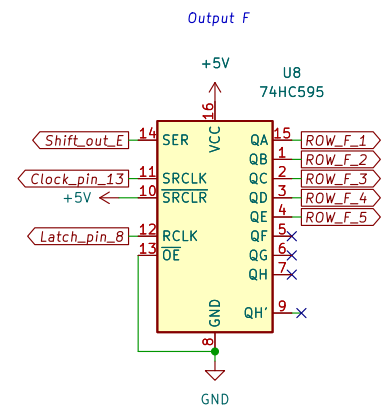 Output F
+5V
U8
74HC595
16
VCC
Shift_out_E 14 SER QA 15 ROW_F_1
QB 1 ROW_F_2
Clock_pin_13 11 SRCLK QC 2 ROW_F_3
+5V 10 SRCLR QD 3 ROW_F_4
QE 4 ROW_F_5
Latch_pin_8 12 RCLK QF 5
13 OE QG 6
QH 7
QH' 9
GND
8
GND